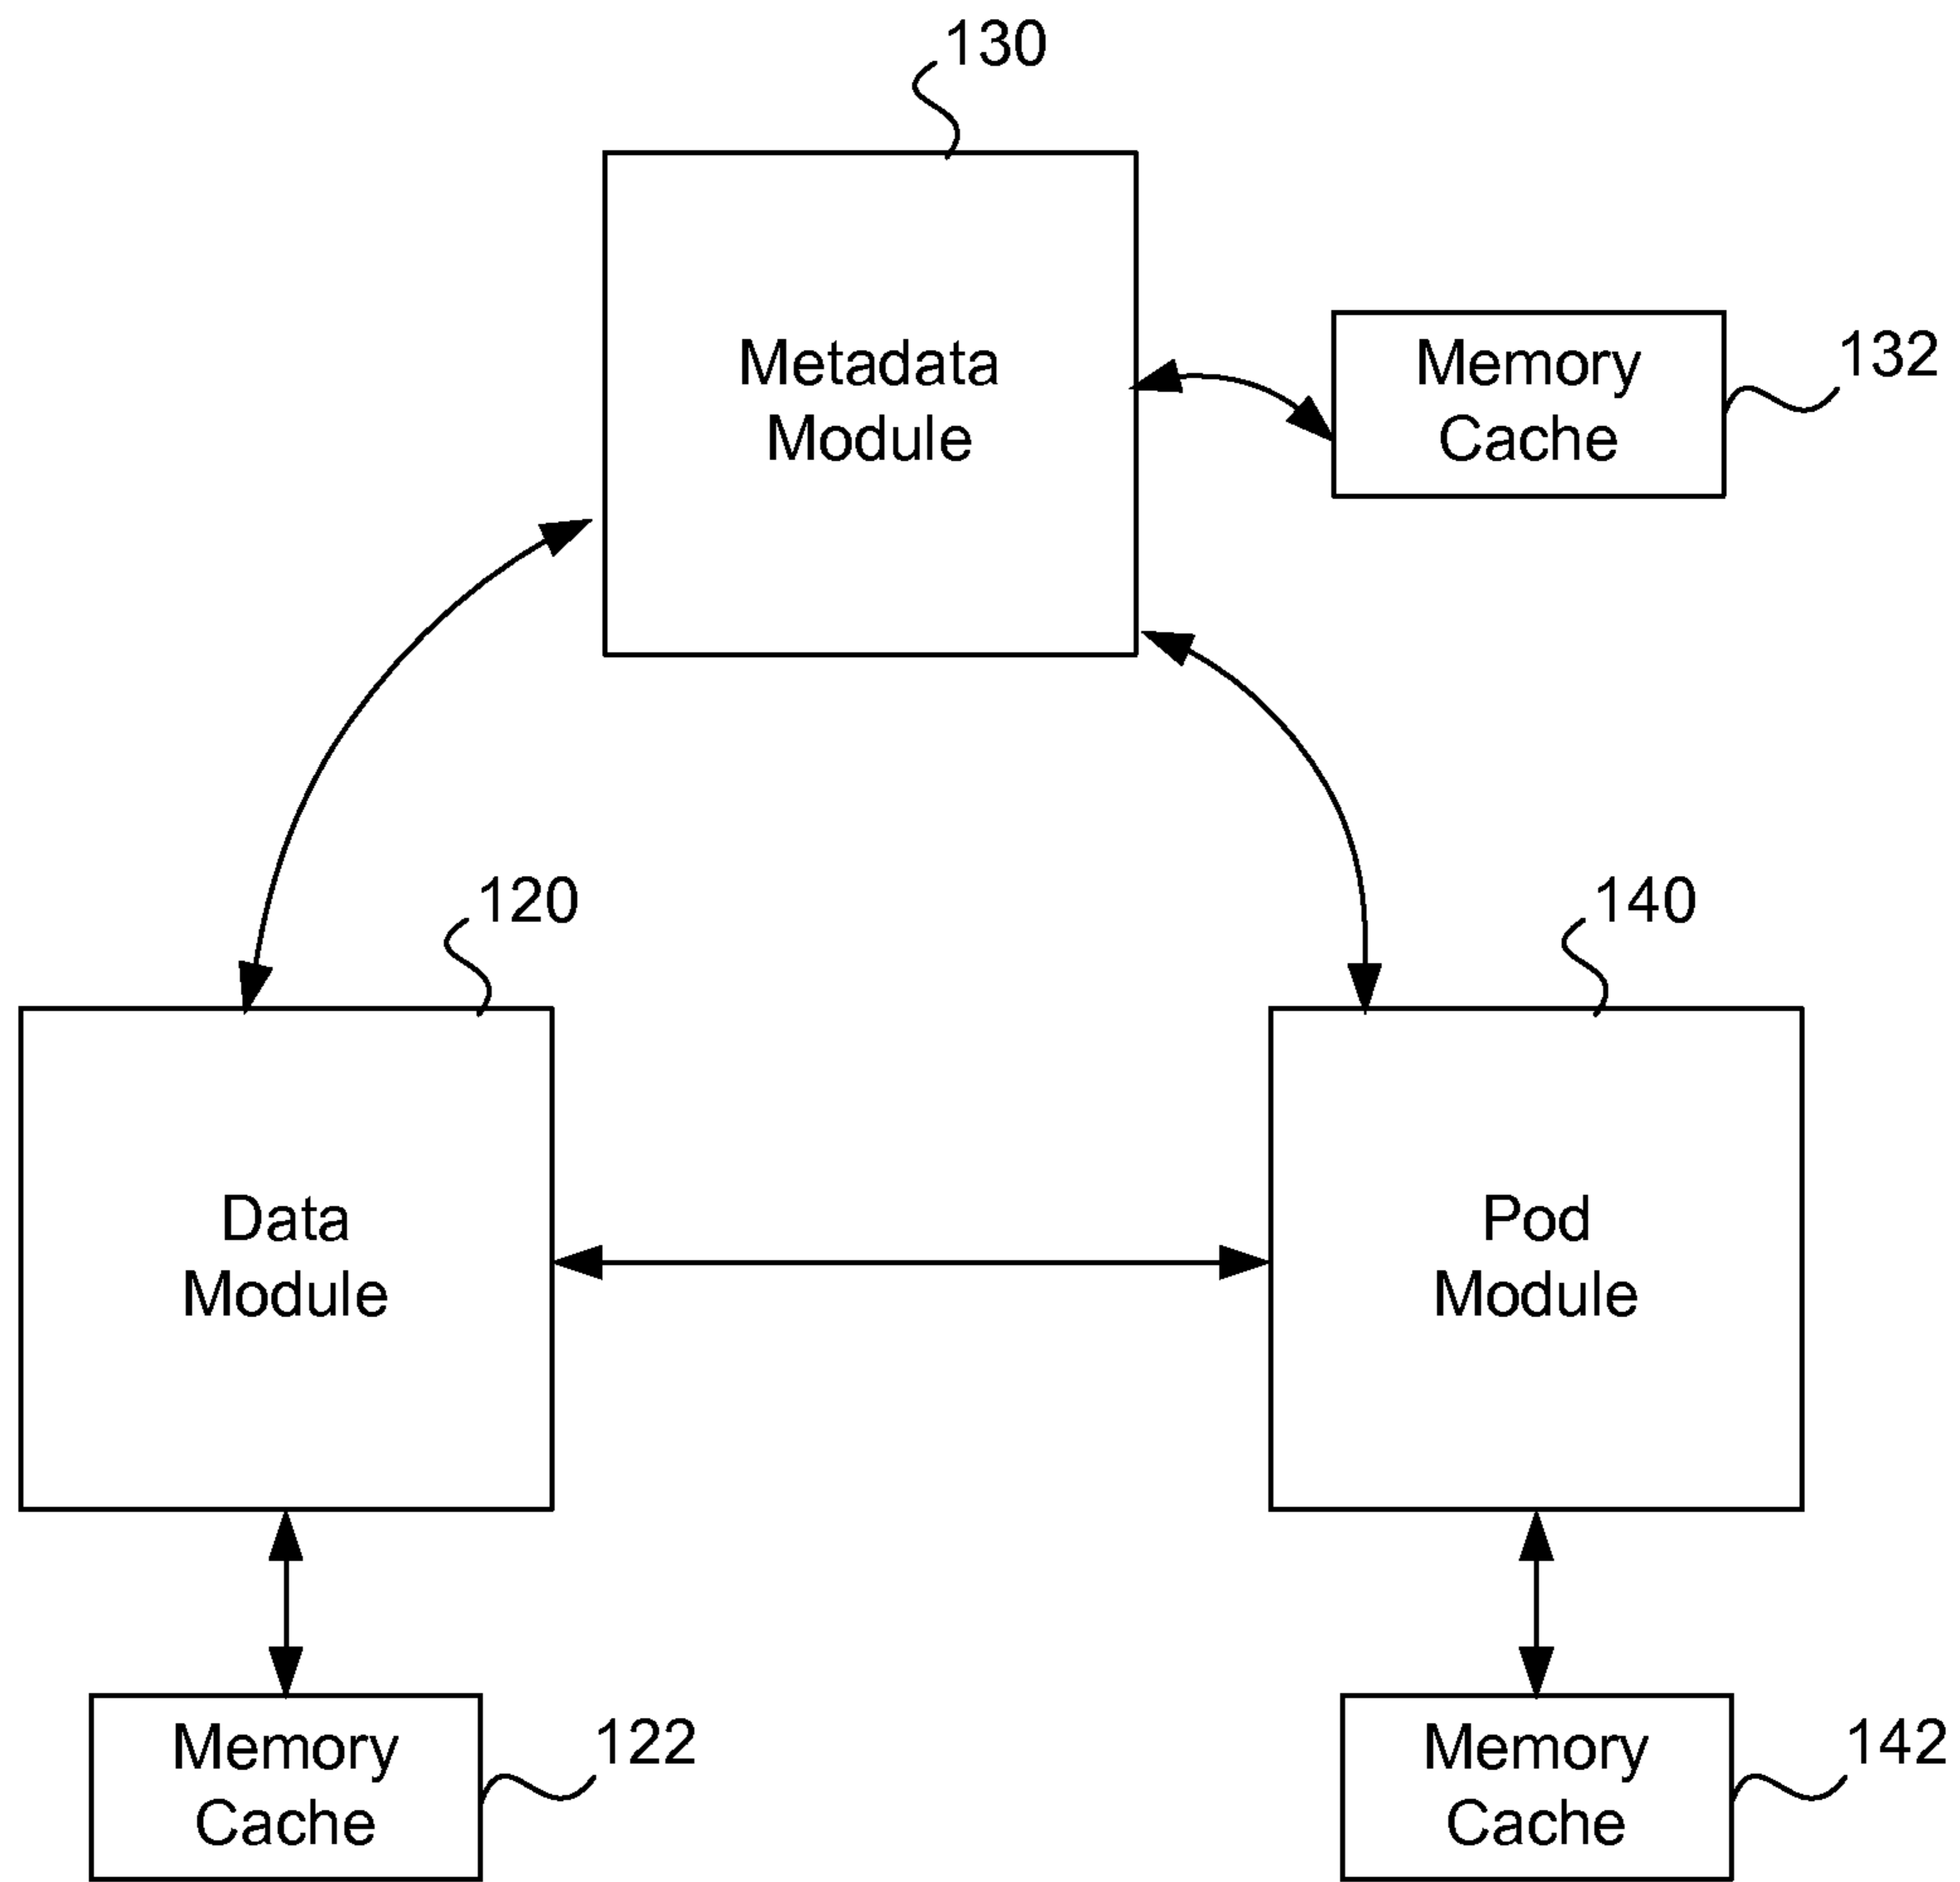 130
Metadata
Module
Memory
Cache
132
120
140
Data
Module
Pod
Module
Memory
Cache
122
Memory
Cache
142